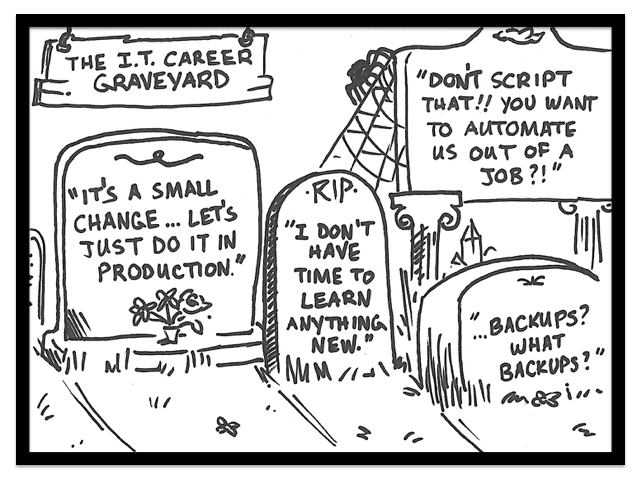 THE I.T. CAREER
GRAVEYARD
"IT'S A SMALL
CHANGE... LET'S
JUST DO IT IN
PRODUCTION."
·RIP·
"I DON'T
HAVE
TIME TO
LEARN
ANYTHING
NEW."
"DON'T SCRIPT
THAT!! YOU WANT
TO AUTOMATE
US OUT OF A
JOB?!"
"...BACKUPS?
WHAT
BACKUPS?"